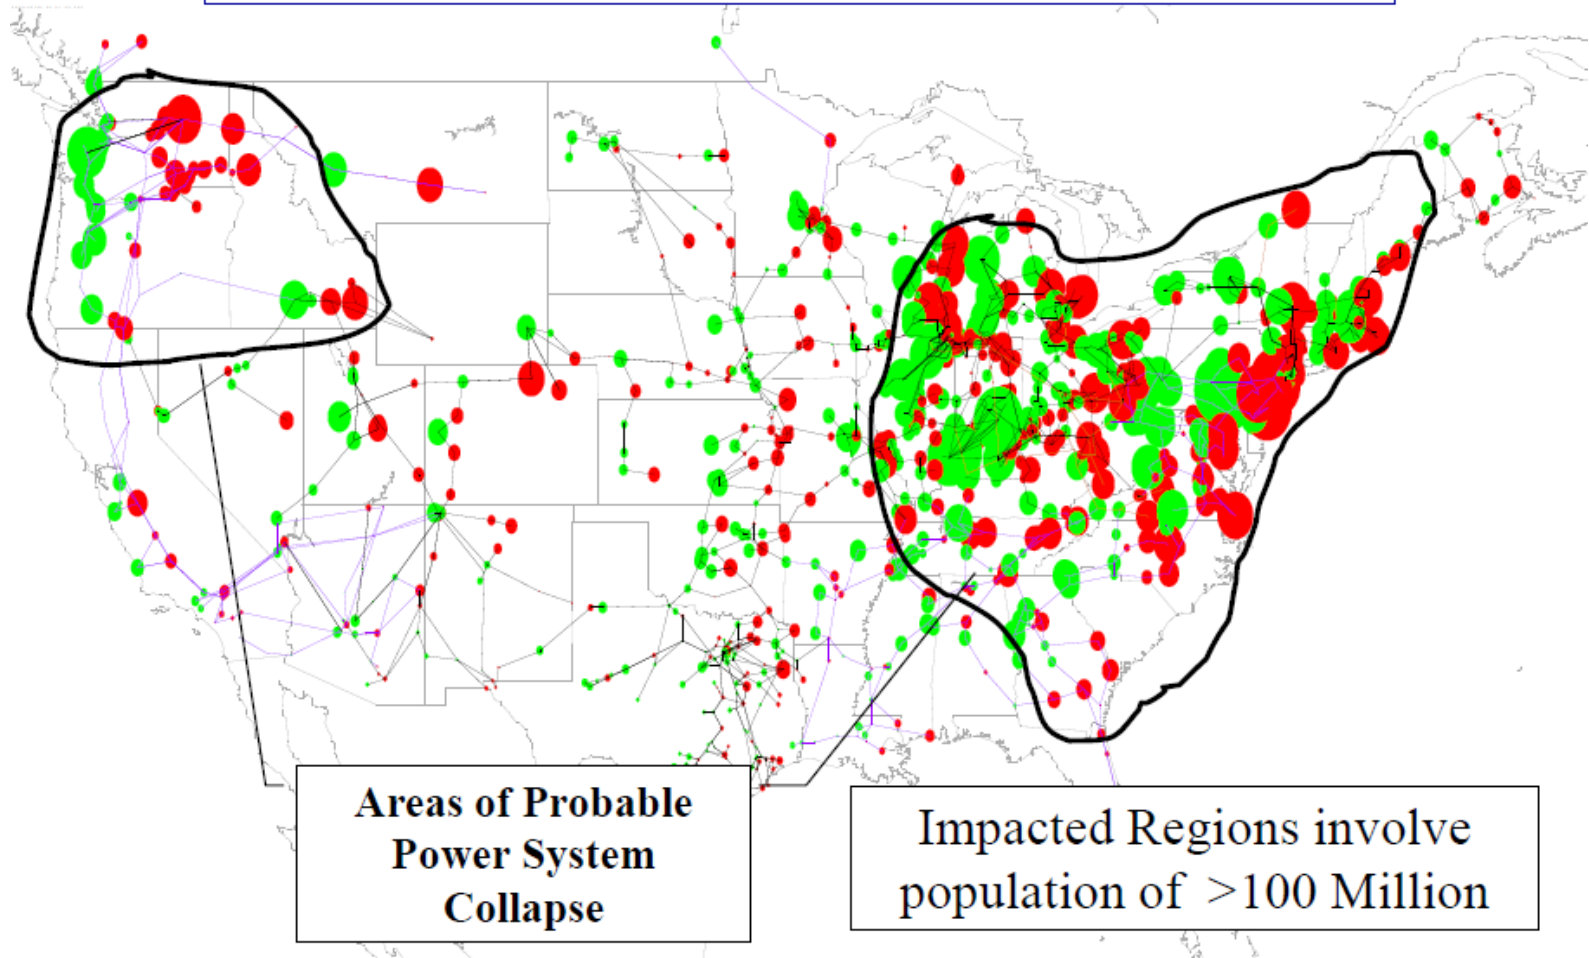 Areas of Probable
Power System
Collapse
Impacted Regions involve
population of >100 Million